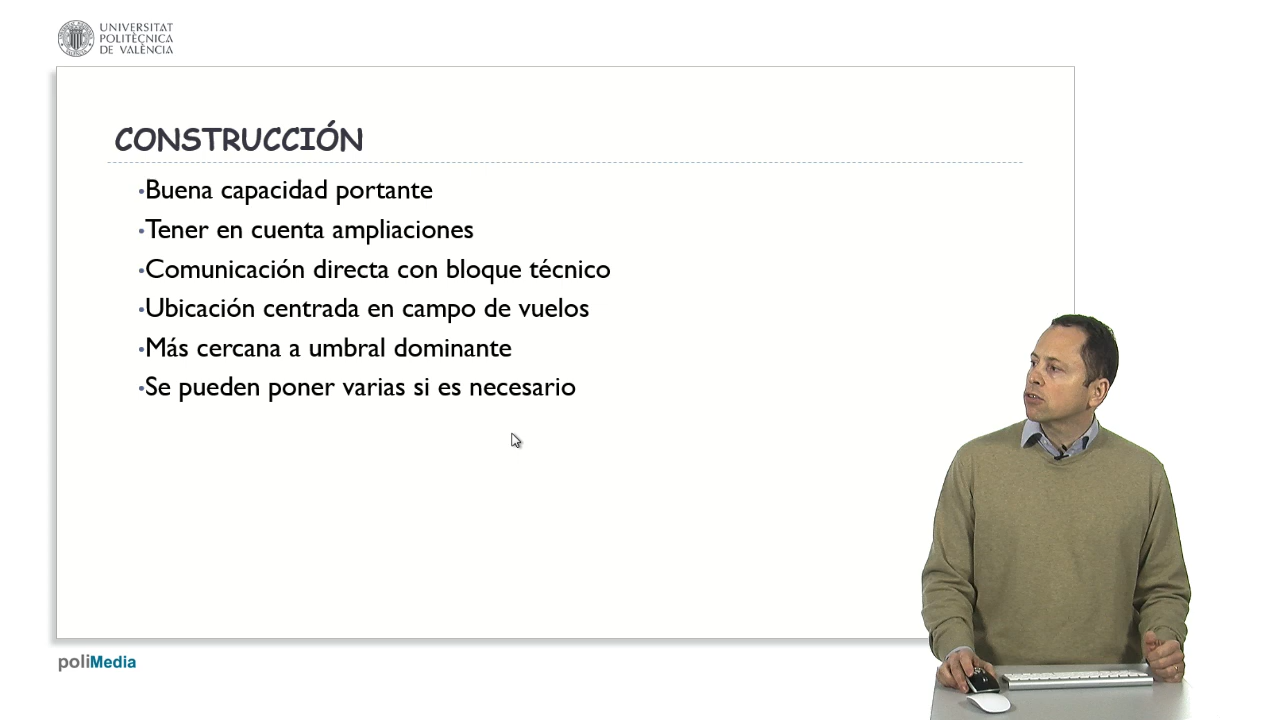 UNIVERSITAT
POLITÈCNICA
DE VALÈNCIA
CONSTRUCCIÓN
•Buena capacidad portante
•Tener en cuenta ampliaciones
•Comunicación directa con bloque técnico
•Ubicación centrada en campo de vuelos
•Más cercana a umbral dominante
•Se pueden poner varias si es necesario
poliMedia